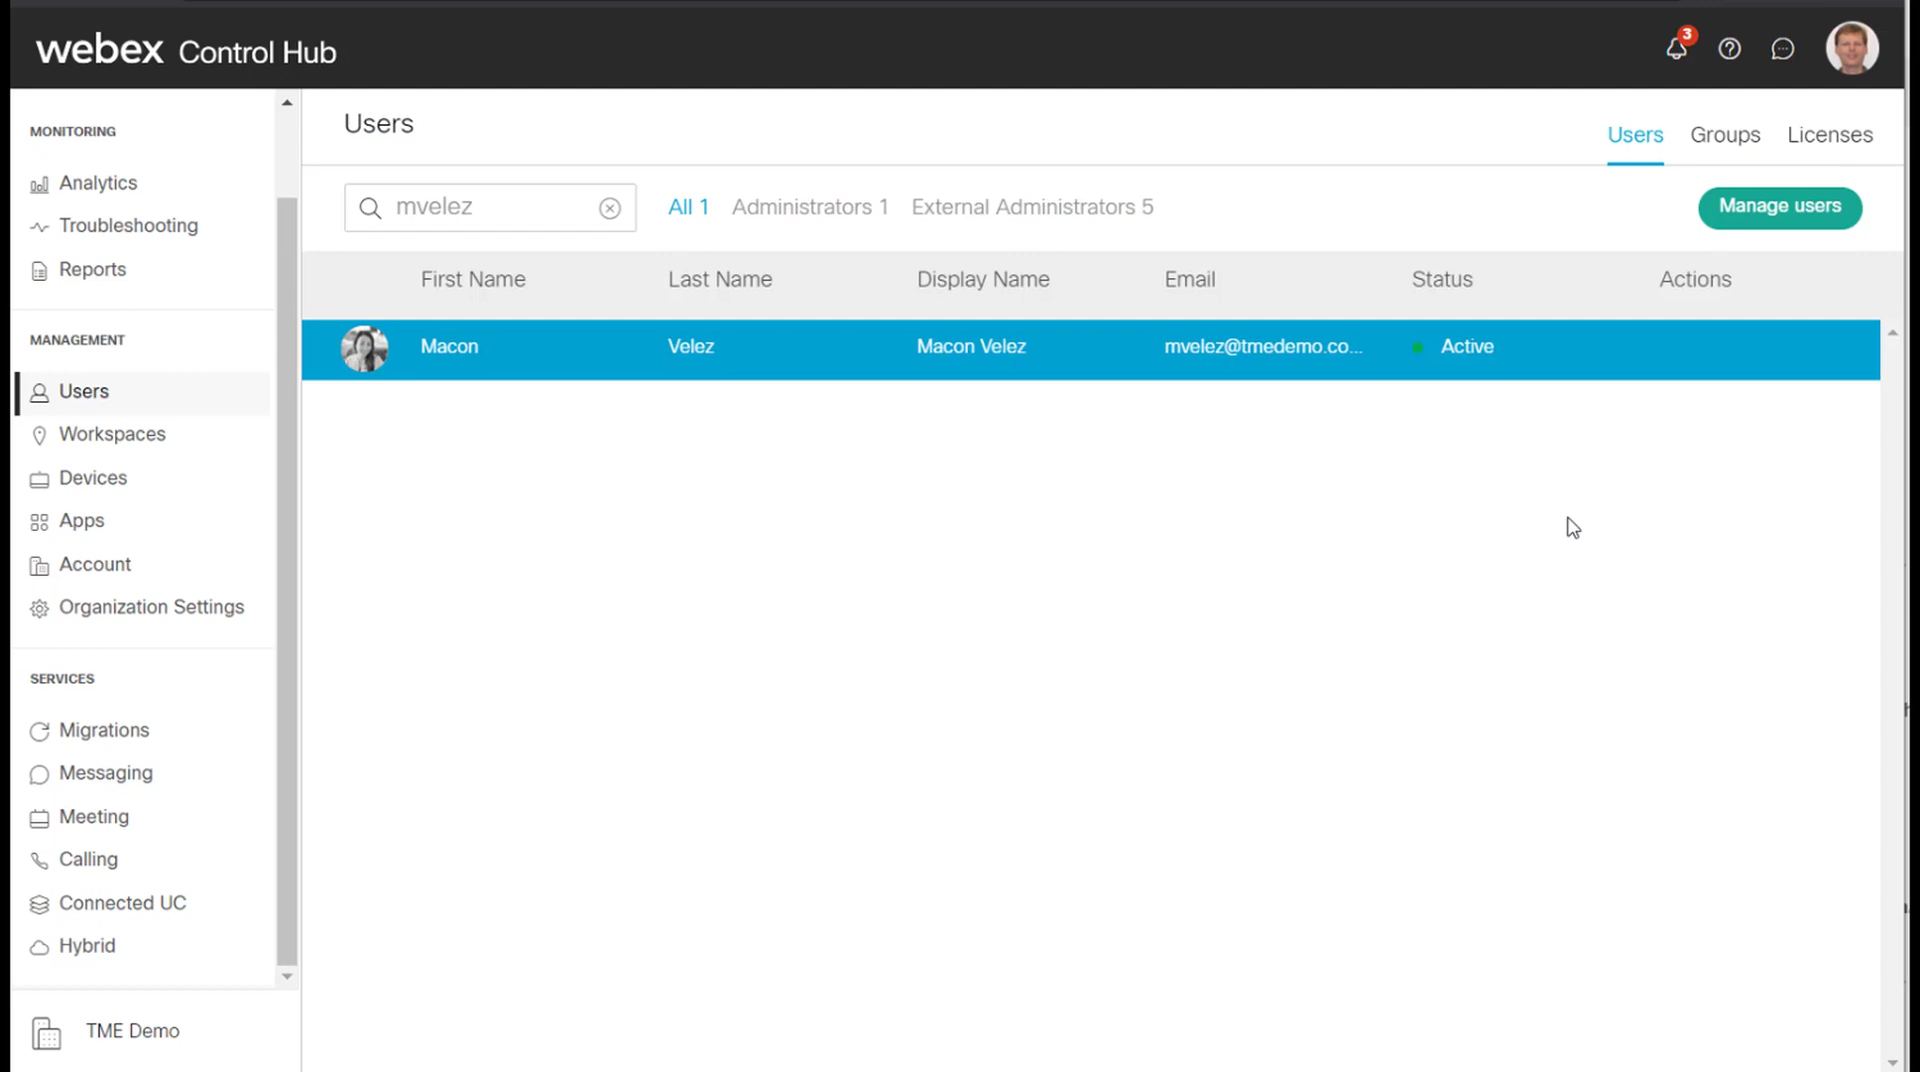 webex Control Hub
3
MONITORING
Analytics
Troubleshooting
Reports
MANAGEMENT
Users
Workspaces
Devices
Apps
Account
Organization Settings
SERVICES
Migrations
Messaging
Meeting
Calling
Connected UC
Hybrid
TME Demo
Users
Users Groups Licenses
mvelez All 1 Administrators 1 External Administrators 5 Manage users
First Name Last Name Display Name Email Status Actions
Macon Velez Macon Velez mvelez@tmedemo.co... Active